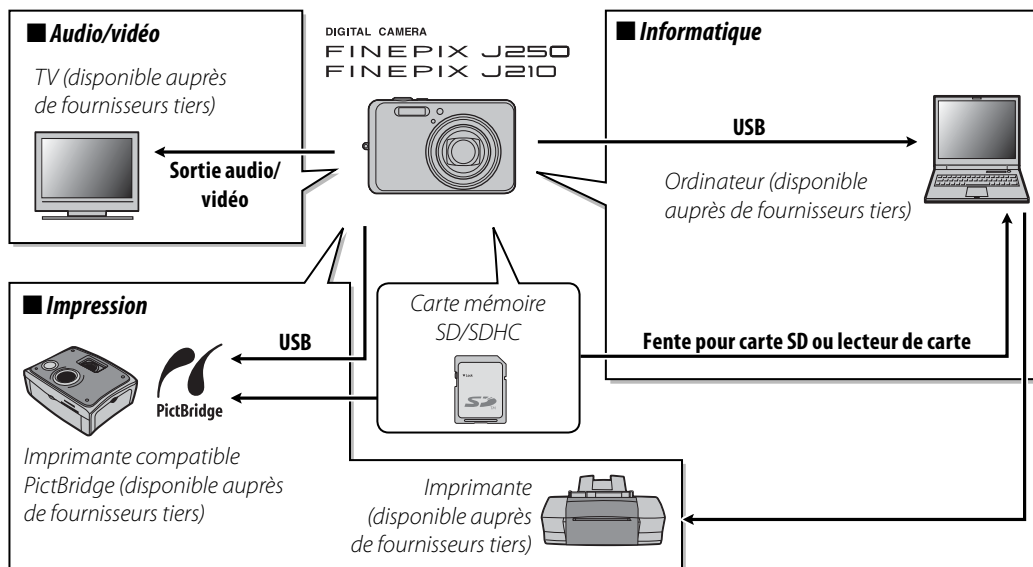 ■ Audio/vidéo
TV (disponible auprès
de fournisseurs tiers)
Sortie audio/
vidéo
DIGITAL CAMERA
FINEPIX J250
FINEPIX J210
■ Informatique
USB
Ordinateur (disponible
auprès de fournisseurs tiers)
■ Impression
USB
PictBridge
Imprimante compatible
PictBridge (disponible auprès
de fournisseurs tiers)
Carte mémoire
SD/SDHC
Lock
SD
Fente pour carte SD ou lecteur de carte
Imprimante
(disponible auprès
de fournisseurs tiers)